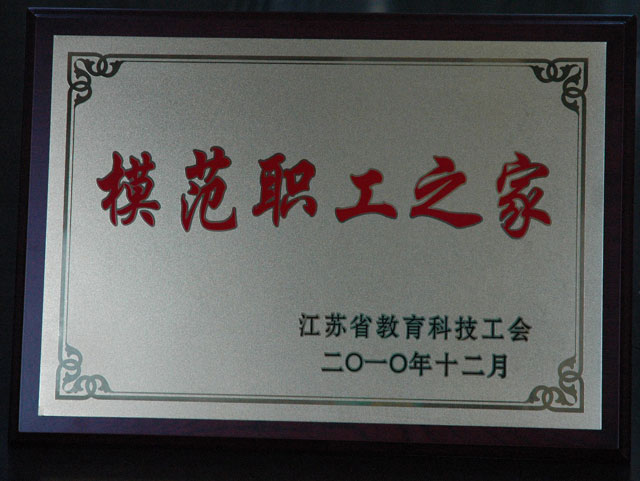 模范职工之家
江苏省教育科技工会
二〇一〇年十二月